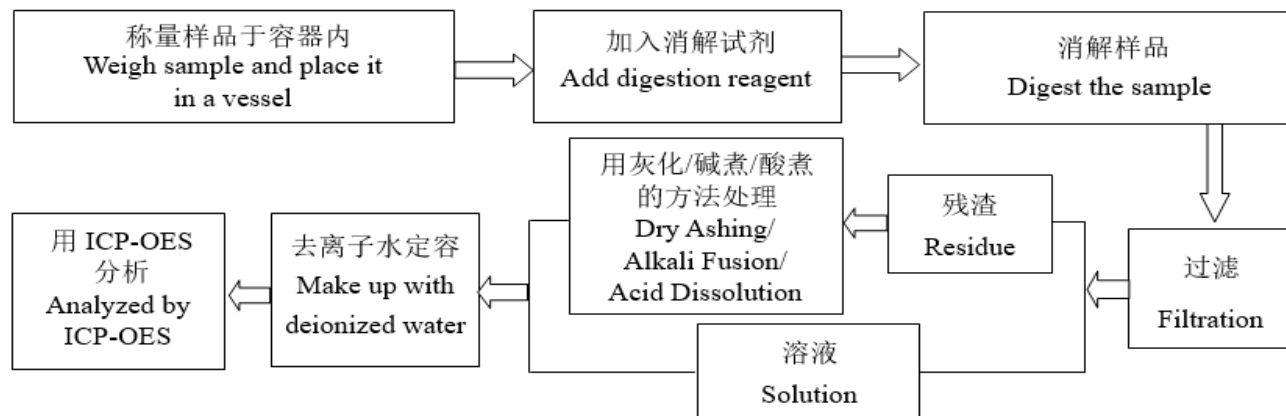 称量样品于容器内
Weigh sample and place it
in a vessel
加入消解试剂
Add digestion reagent
消解样品
Digest the sample
过滤
Filtration
残渣
Residue
用灰化/碱煮/酸煮
的方法处理
Dry Ashing/
Alkali Fusion/
Acid Dissolution
溶液
Solution
去离子水定容
Make up with
deionized water
用 ICP-OES
分析
Analyzed by
ICP-OES